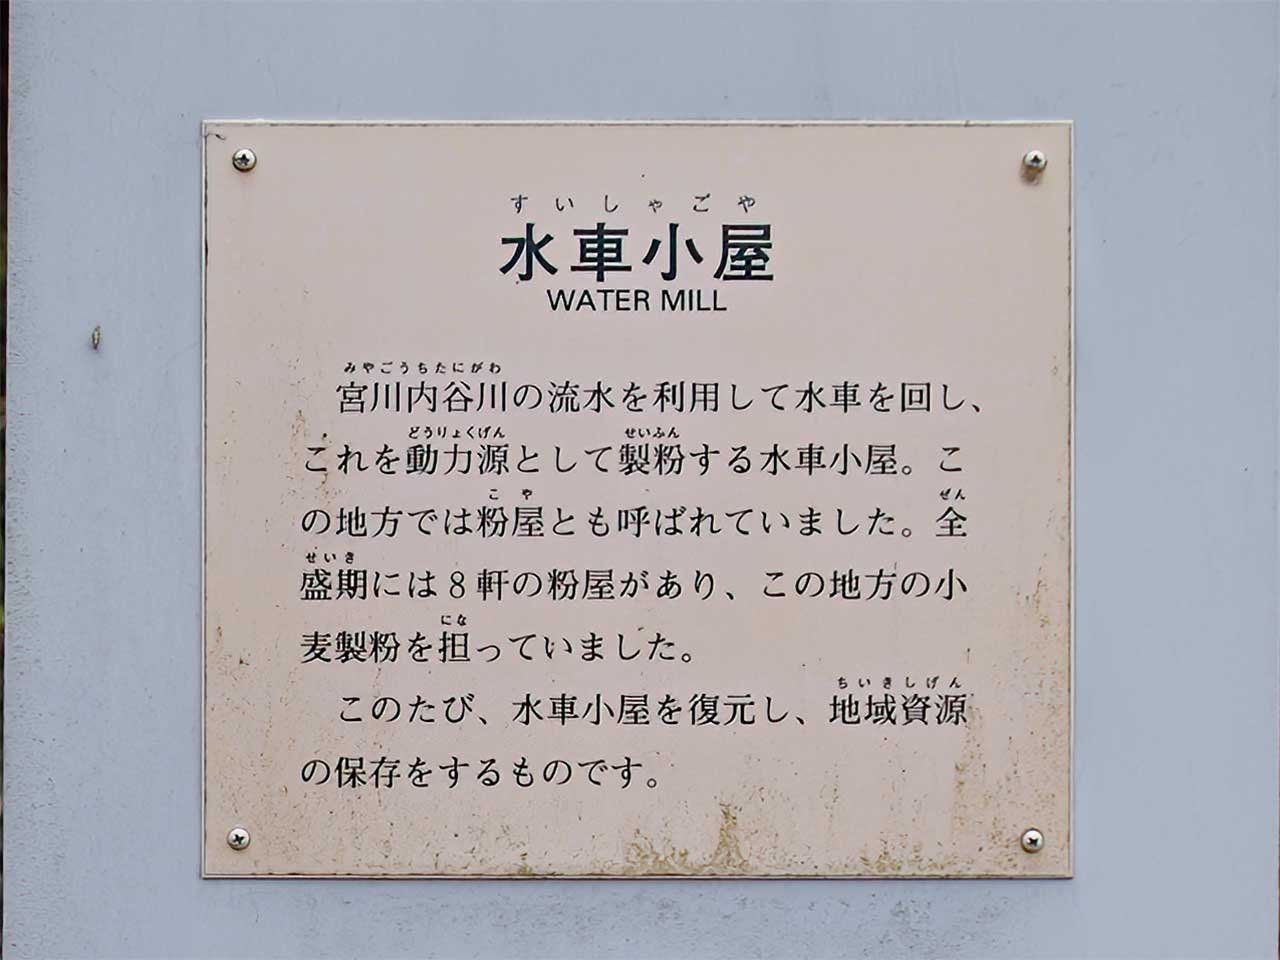 すいしゃごや
水車小屋
WATER MILL
みやごうちたにがわ
宮川内谷川の流水を利用して水車を回し、
どうりょくげん せいふん
これを動力源として製粉する水車小屋。こ
こや ぜん
の地方では粉屋とも呼ばれていました。全
せいき
盛期には8軒の粉屋があり、この地方の小
にな
麦製粉を担っていました。
ちいきしげん
このたび、水車小屋を復元し、地域資源
の保存をするものです。